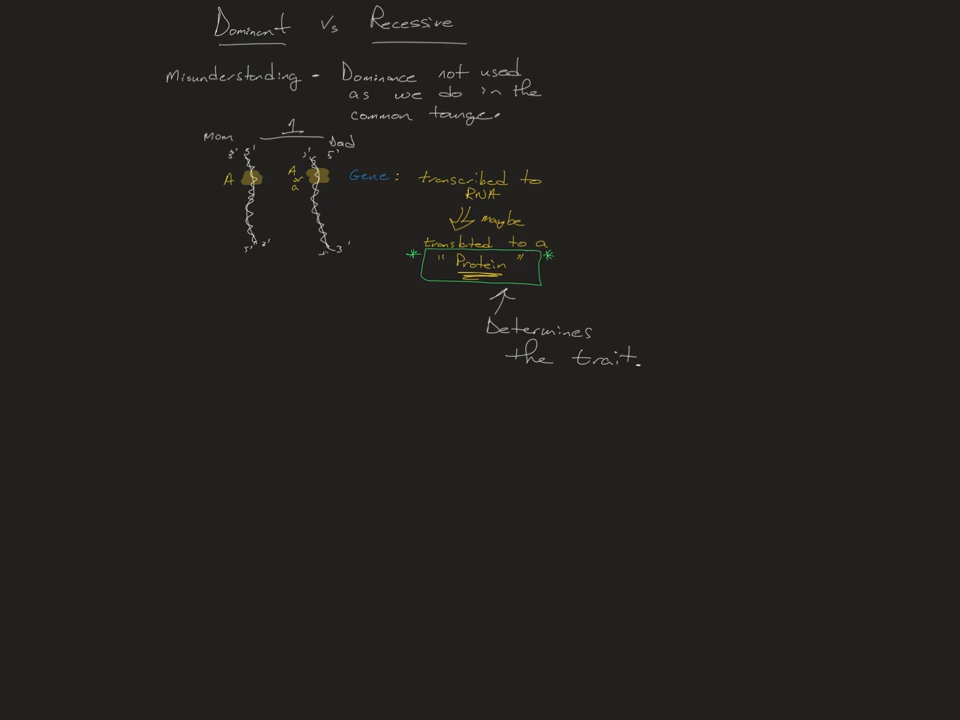 Dominant Vs Recessive
Misunderstanding - Dominance not used
as we do in the
common tounge.
1
Mom Dad
3' 5' 3' 5'
A
A
or
a
Gene: transcribed to
RNA
maybe
translated to a
* "Protein" *
3'
Determines
the trait.